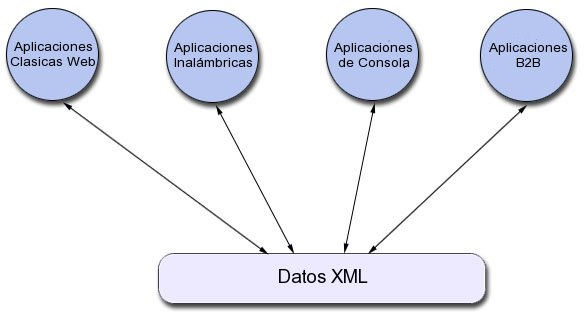 Aplicaciones
Clasicas Web
Aplicaciones
Inalámbricas
Aplicaciones
de Consola
Aplicaciones
B2B
Datos XML